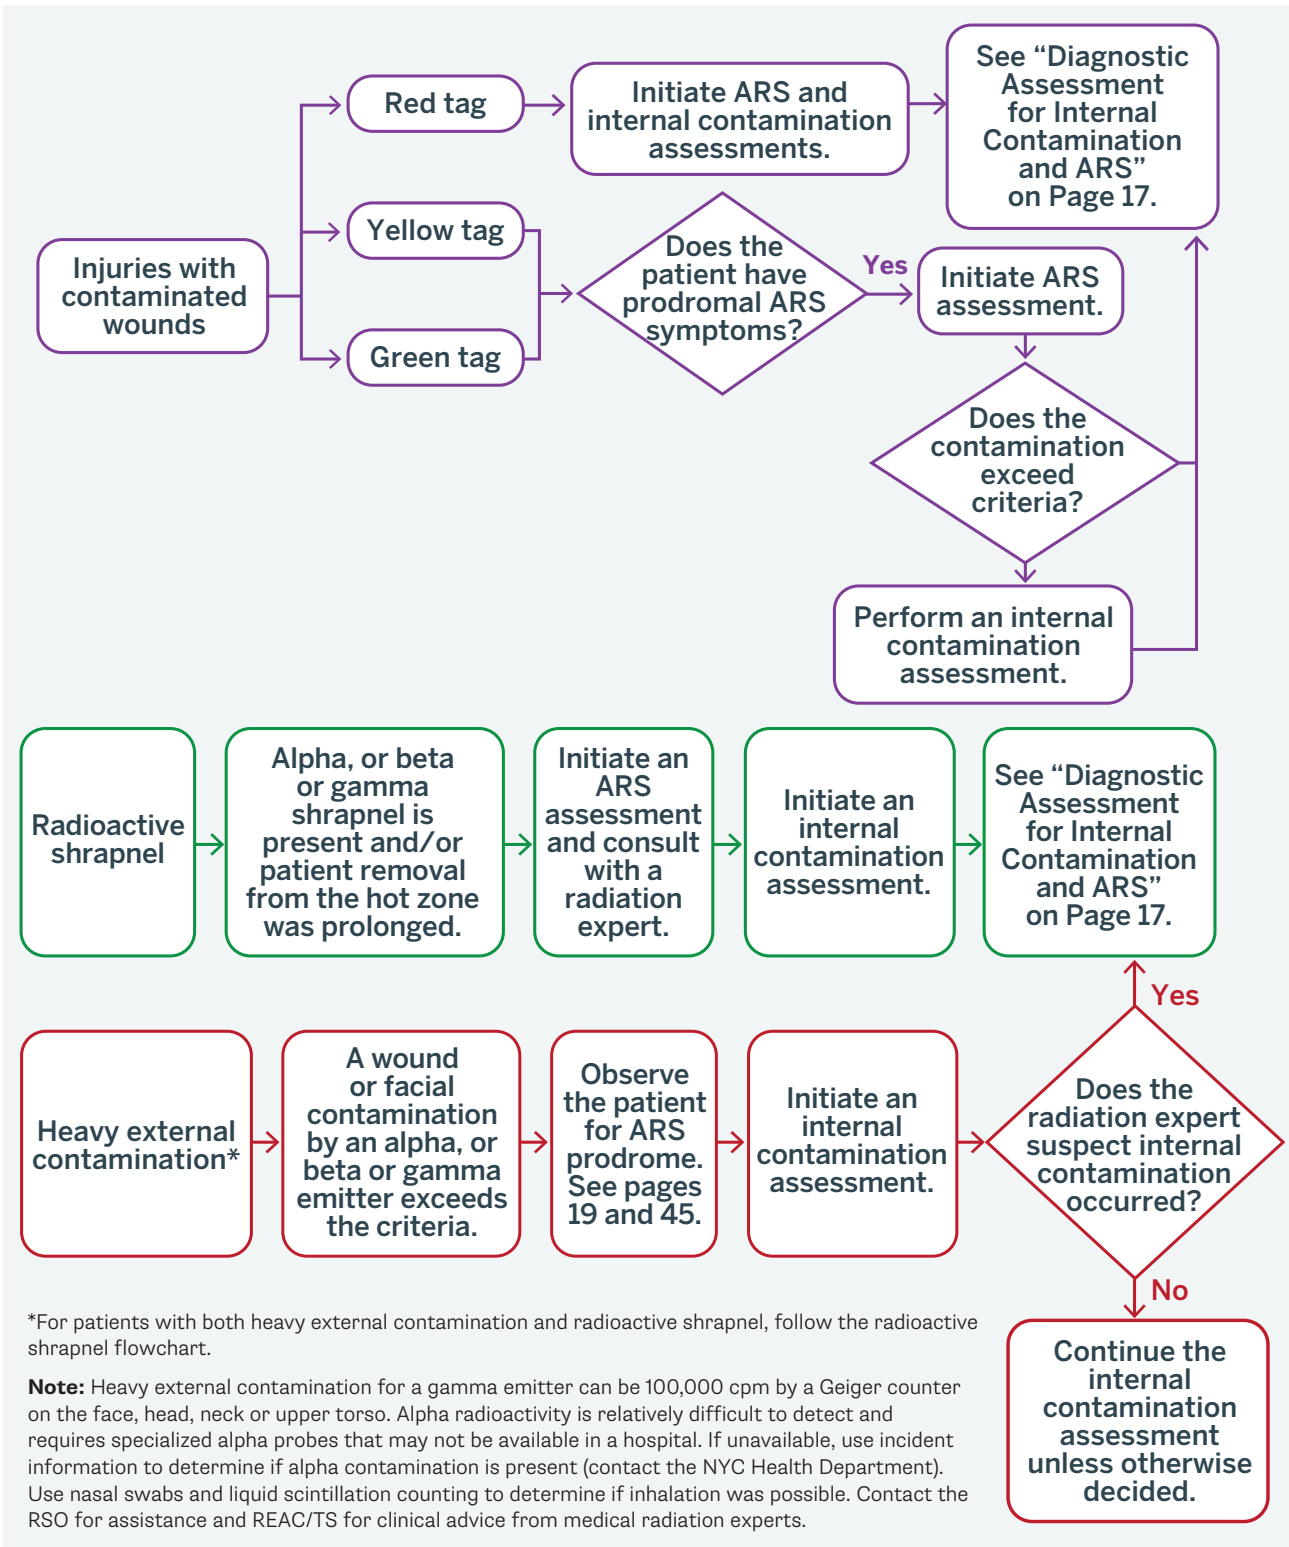 Injuries with
contaminated
wounds
Red tag
Yellow tag
Green tag
Initiate ARS and
internal contamination
assessments.
See “Diagnostic
Assessment
for Internal
Contamination
and ARS”
on Page 17.
Does the
patient have
prodromal ARS
symptoms?
Yes
Initiate ARS
assessment.
Does the
contamination
exceed
criteria?
Perform an internal
contamination
assessment.
Radioactive
shrapnel
Alpha, or beta
or gamma
shrapnel is
present and/or
patient removal
from the hot zone
was prolonged.
Initiate an
ARS
assessment
and consult
with a
radiation
expert.
Initiate an
internal
contamination
assessment.
See “Diagnostic
Assessment
for Internal
Contamination
and ARS”
on Page 17.
Heavy external
contamination*
A wound
or facial
contamination
by an alpha, or
beta or gamma
emitter exceeds
the criteria.
Observe
the patient
for ARS
prodrome.
See pages
19 and 45.
Initiate an
internal
contamination
assessment.
Does the
radiation expert
suspect internal
contamination
occurred?
Yes
No
Continue the
internal
contamination
assessment
unless otherwise
decided.
*For patients with both heavy external contamination and radioactive shrapnel, follow the radioactive
shrapnel flowchart.
Note: Heavy external contamination for a gamma emitter can be 100,000 cpm by a Geiger counter
on the face, head, neck or upper torso. Alpha radioactivity is relatively difficult to detect and
requires specialized alpha probes that may not be available in a hospital. If unavailable, use incident
information to determine if alpha contamination is present (contact the NYC Health Department).
Use nasal swabs and liquid scintillation counting to determine if inhalation was possible. Contact the
RSO for assistance and REAC/TS for clinical advice from medical radiation experts.